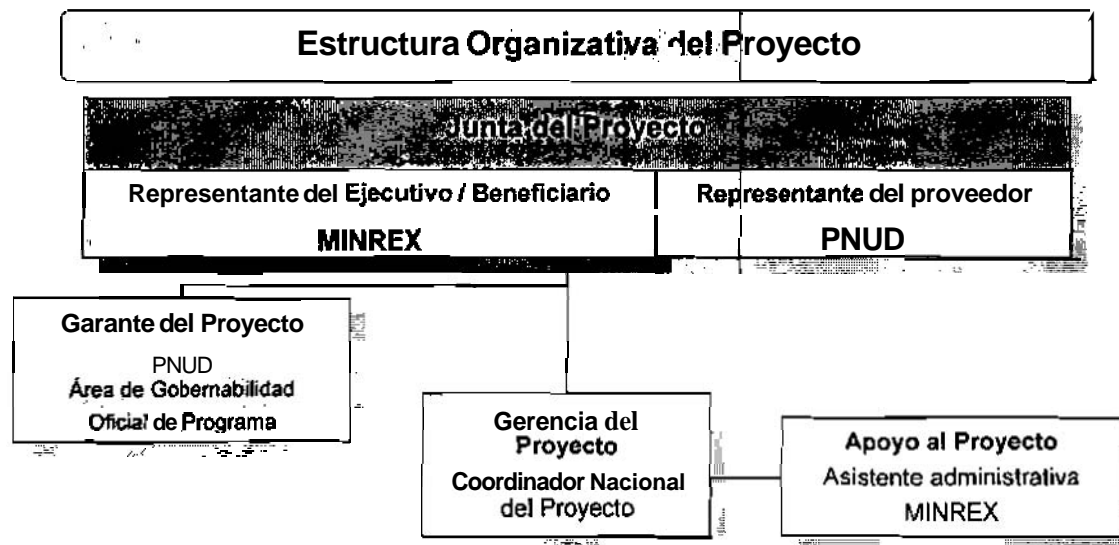 Estructura Organizativa del Proyecto
Junta del Proyecto
Representante del Ejecutivo / Beneficiario
MINREX
Representante del proveedor
PNUD
Garante del Proyecto
PNUD
Área de Gobernabilidad
Oficial de Programa
Gerencia del
Proyecto
Coordinador Nacional
del Proyecto
Apoyo al Proyecto
Asistente administrativa
MINREX